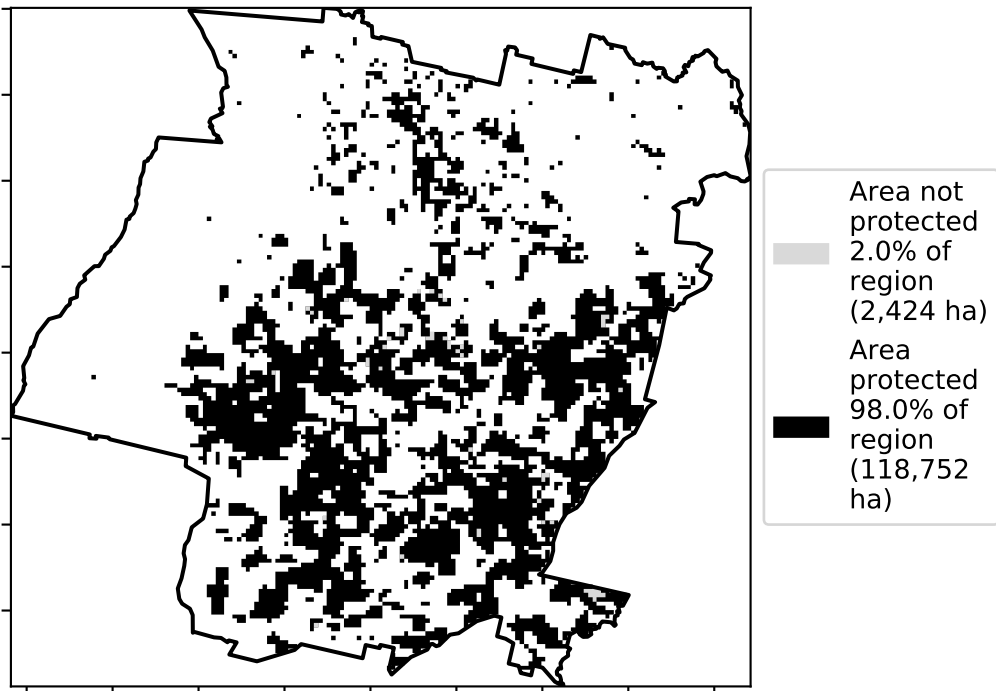 Area not
protected
2.0% of
region
(2,424 ha)
Area
protected
98.0% of
region
(118,752
ha)